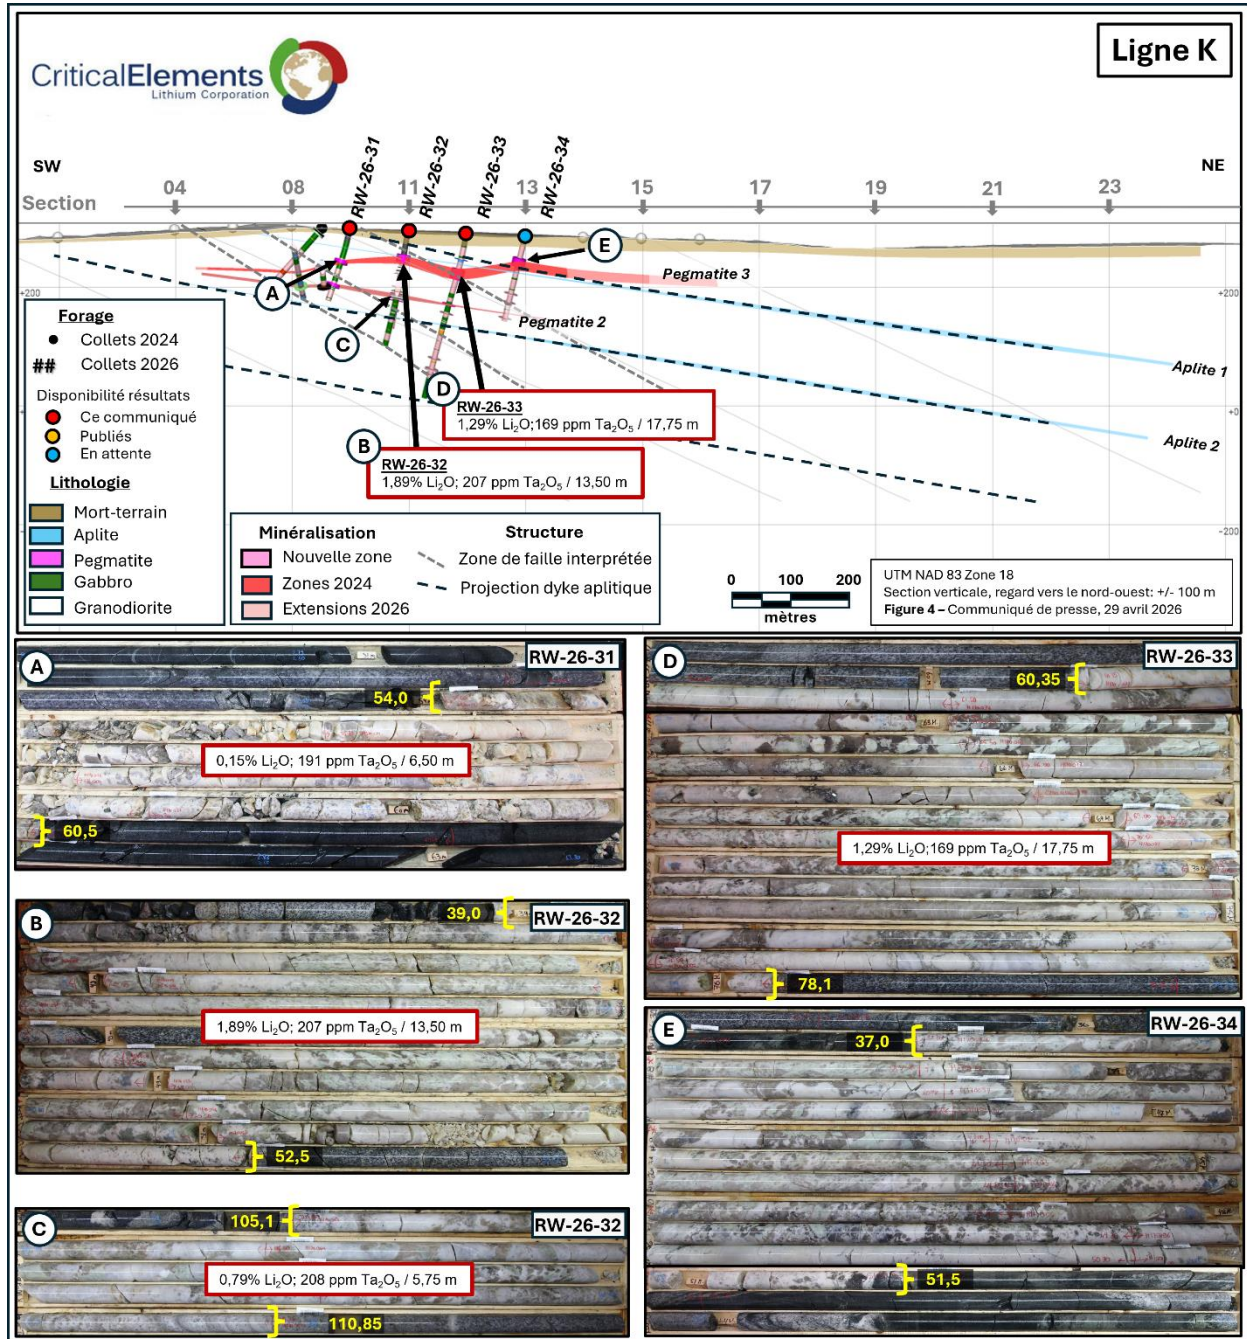 CriticalElements
Lithium Corporation
Ligne K
RW-26-31
RW-26-32
RW-26-33
RW-26-34
SW
NE
Section
04
08
11
13
15
17
19
21
23
A
E
C
D
B
Pegmatite 3
Pegmatite 2
Aplite 1
Aplite 2
+200
+200
+0
-200
RW-26-33
1,29% Li₂O;169 ppm Ta₂O₅ / 17,75 m
RW-26-32
1,89% Li₂O; 207 ppm Ta₂O₅ / 13,50 m
Forage
Collets 2024
## Collets 2026
Disponibilité résultats
Ce communiqué
Publiés
En attente
Lithologie
Mort-terrain
Aplite
Pegmatite
Gabbro
Granodiorite
Minéralisation
Nouvelle zone
Zones 2024
Extensions 2026
Structure
Zone de faille interprétée
Projection dyke aplitique
0 100 200
mètres
UTM NAD 83 Zone 18
Section verticale, regard vers le nord-ouest: +/- 100 m
Figure 4 – Communiqué de presse, 29 avril 2026
A
RW-26-31
54,0
0,15% Li₂O; 191 ppm Ta₂O₅ / 6,50 m
60,5
B
RW-26-32
39,0
1,89% Li₂O; 207 ppm Ta₂O₅ / 13,50 m
52,5
C
RW-26-32
105,1
0,79% Li₂O; 208 ppm Ta₂O₅ / 5,75 m
110,85
D
RW-26-33
60,35
1,29% Li₂O;169 ppm Ta₂O₅ / 17,75 m
78,1
E
RW-26-34
37,0
51,5